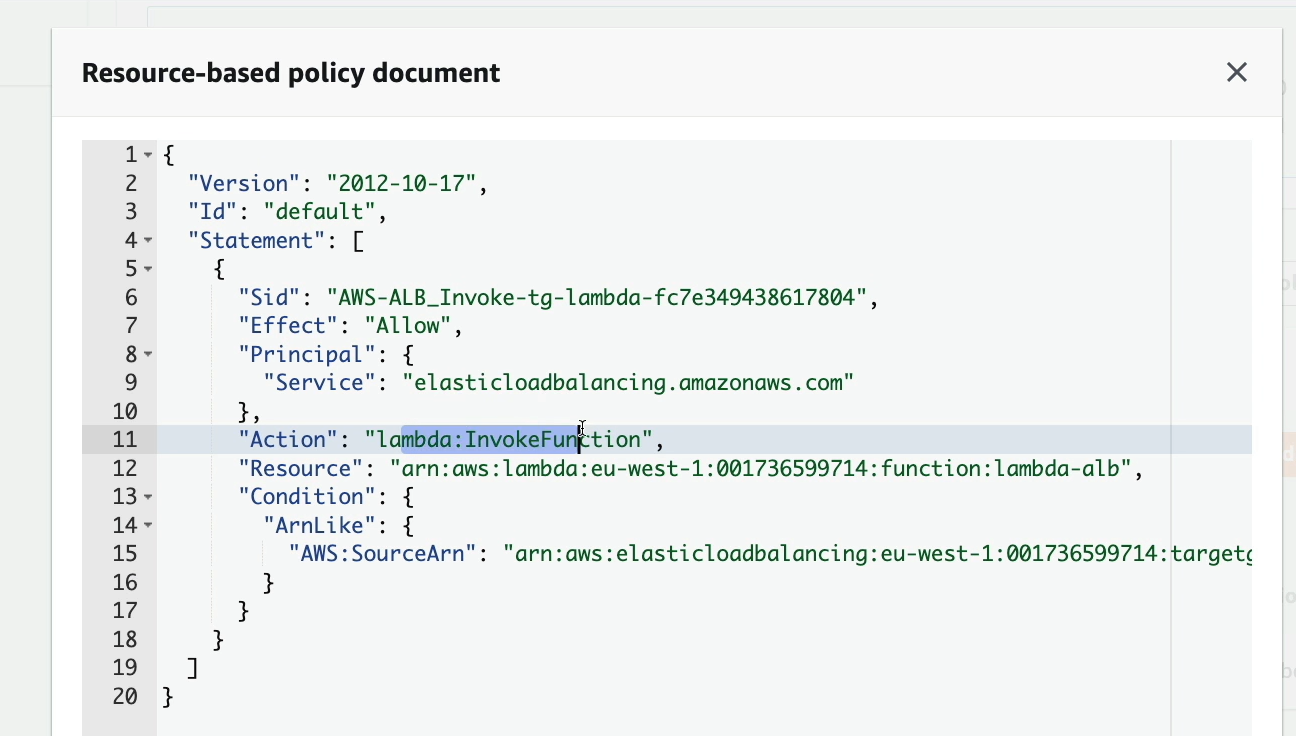 Resource-based policy document
1 {
2 "Version": "2012-10-17",
3 "Id": "default",
4 "Statement": [
5 {
6 "Sid": "AWS-ALB_Invoke-tg-lambda-fc7e349438617804",
7 "Effect": "Allow",
8 "Principal": {
9 "Service": "elasticloadbalancing.amazonaws.com"
10 },
11 "Action": "lambda:InvokeFunction",
12 "Resource": "arn:aws:lambda:eu-west-1:001736599714:function:lambda-alb",
13 "Condition": {
14 "ArnLike": {
15 "AWS:SourceArn": "arn:aws:elasticloadbalancing:eu-west-1:001736599714:targetg
16 }
17 }
18 }
19 ]
20 }